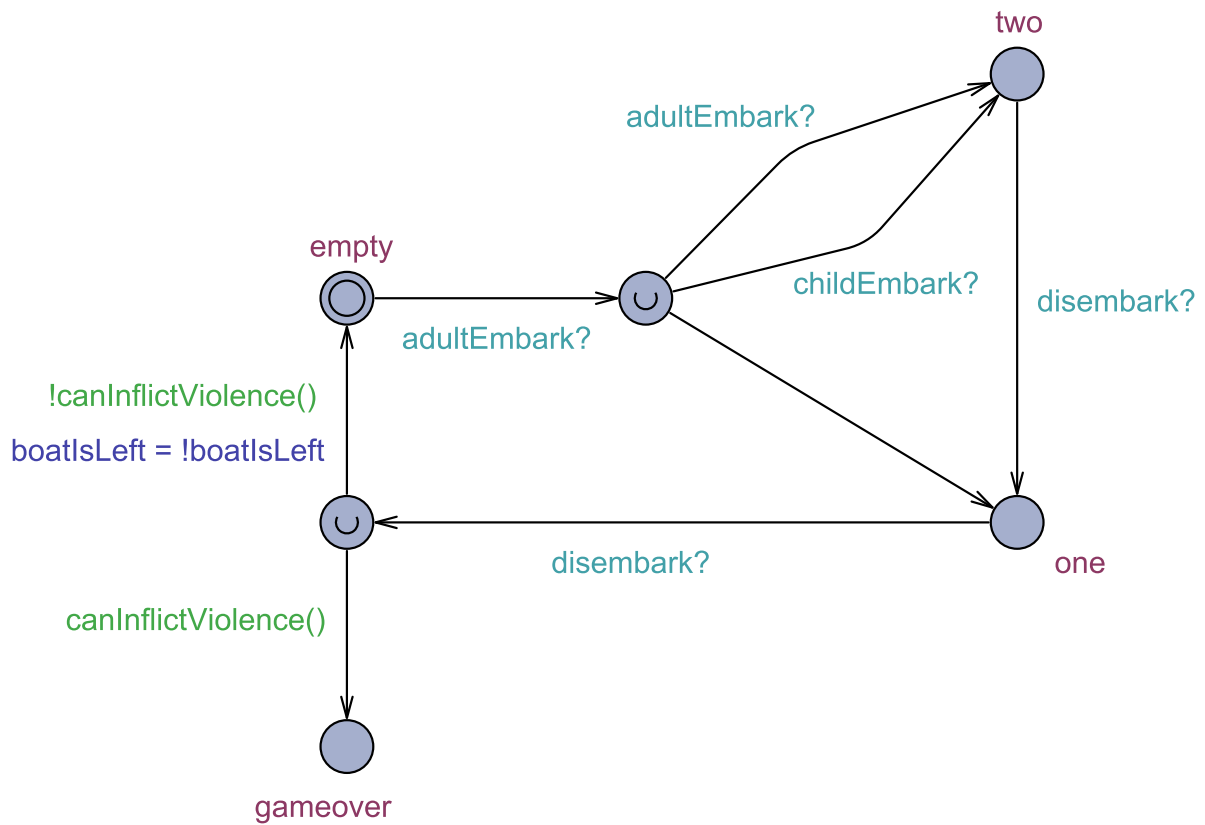 two
adultEmbark?
empty
childEmbark?
disembark?
adultEmbark?
!canInflictViolence()
boatIsLeft = !boatIsLeft
disembark?
one
canInflictViolence()
gameover